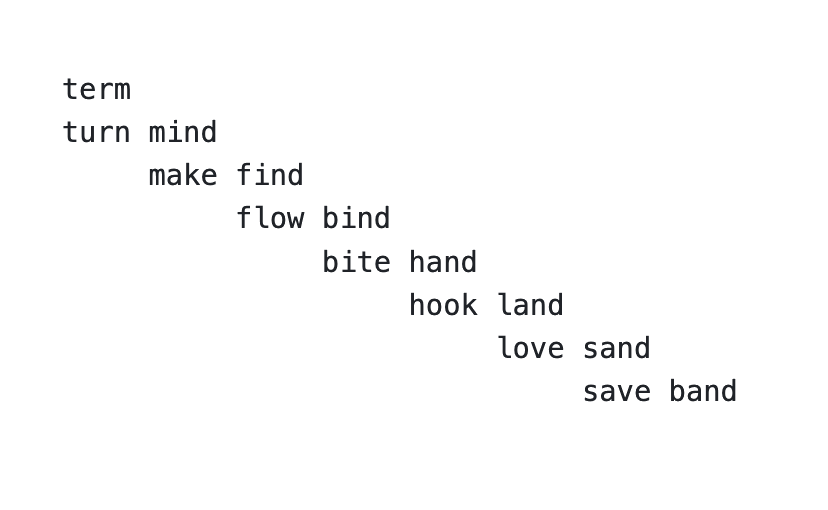 term
turn mind
     make find
          flow bind
               bite hand
                    hook land
                         love sand
                              save band